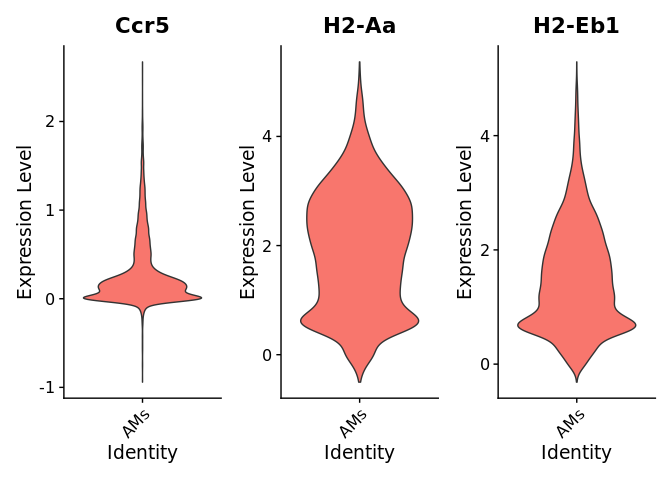 Ccr5
H2-Aa
H2-Eb1
Expression Level
2
1
0
-1
AMs
Identity
Expression Level
4
2
0
AMs
Identity
Expression Level
4
2
0
AMs
Identity